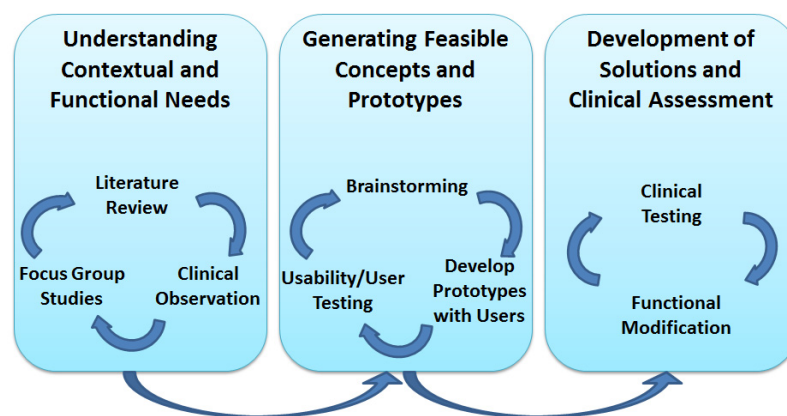 Understanding
Contextual and
Functional Needs
Literature
Review
Focus Group
Studies
Clinical
Observation
Generating Feasible
Concepts and
Prototypes
Brainstorming
Usability/User
Testing
Develop
Prototypes
with Users
Development of
Solutions and
Clinical Assessment
Clinical
Testing
Functional
Modification